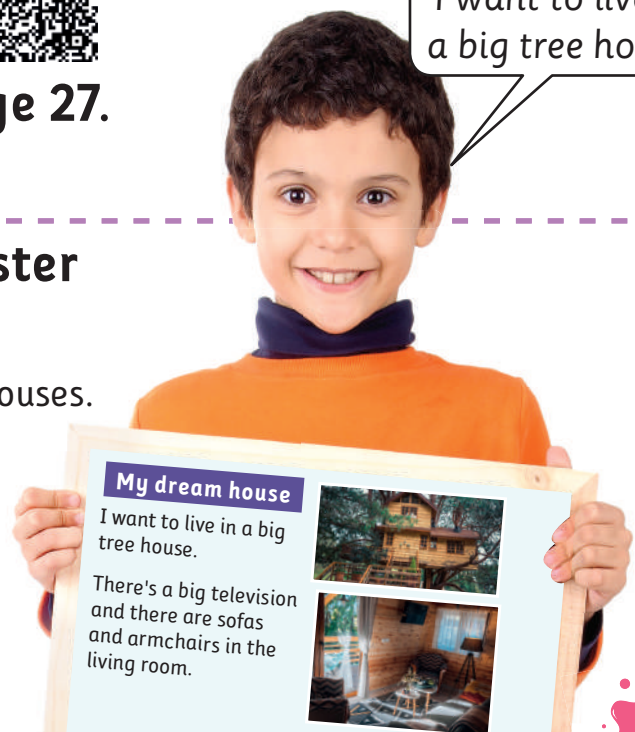 I want to live
a big tree ho
ge 27.
ster
ouses.
My dream house
I want to live in a big
tree house.
There's a big television
and there are sofas
and armchairs in the
living room.